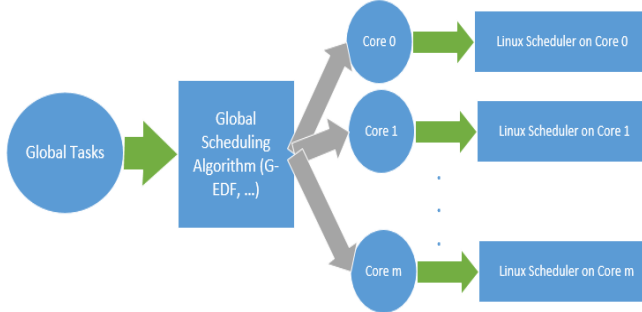 Global Tasks
Global
Scheduling
Algorithm (G-
EDF, ...)
Core 0
Linux Scheduler on Core 0
Core 1
Linux Scheduler on Core 1
Core m
Linux Scheduler on Core m